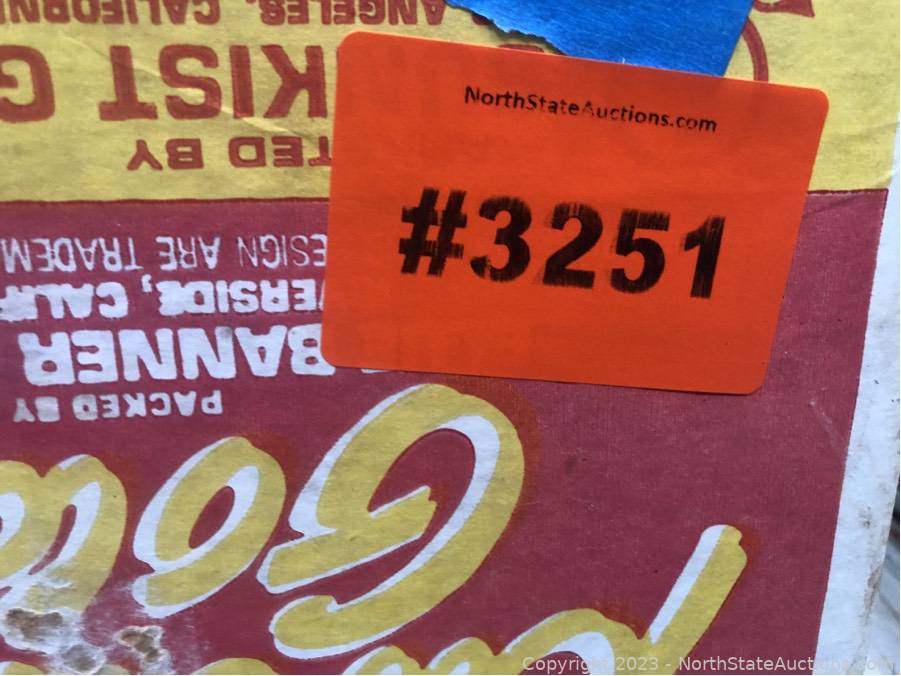 NorthStateAuctions.com
#3251
ANGELES, CALIFORNI
KIST G
TED BY
ESIGN ARE TRADEM
ERSIDE, CALIF
BANNER
PACKED BY
Copyright 2023 - NorthStateAuctions.com